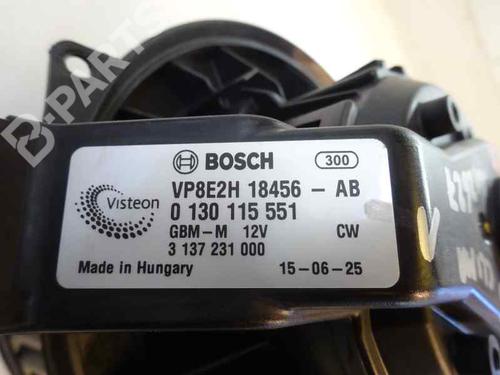 B-PARTS
BOSCH 300
Visteon
VP8E2H 18456 - AB
0 130 115 551
GBM-M 12V CW
3 137 231 000
Made in Hungary 15-06-25